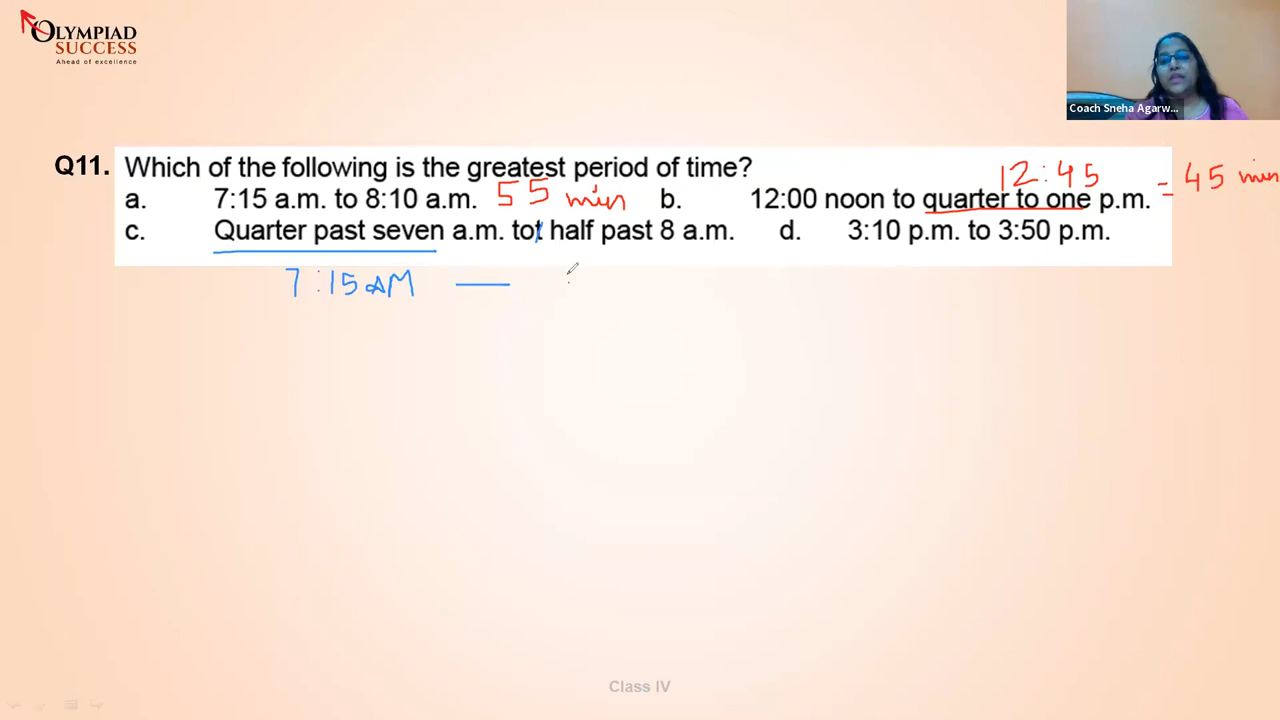 OLYMPIAD
SUCCESS
Ahead of excellence
Coach Sneha Agarw...
Q11. Which of the following is the greatest period of time?
12:45
a. 7:15 a.m. to 8:10 a.m. 55 min b. 12:00 noon to quarter to one p.m. = 45 min
c. Quarter past seven a.m. tot half past 8 a.m. d. 3:10 p.m. to 3:50 p.m.
7:15 AM —
Class IV